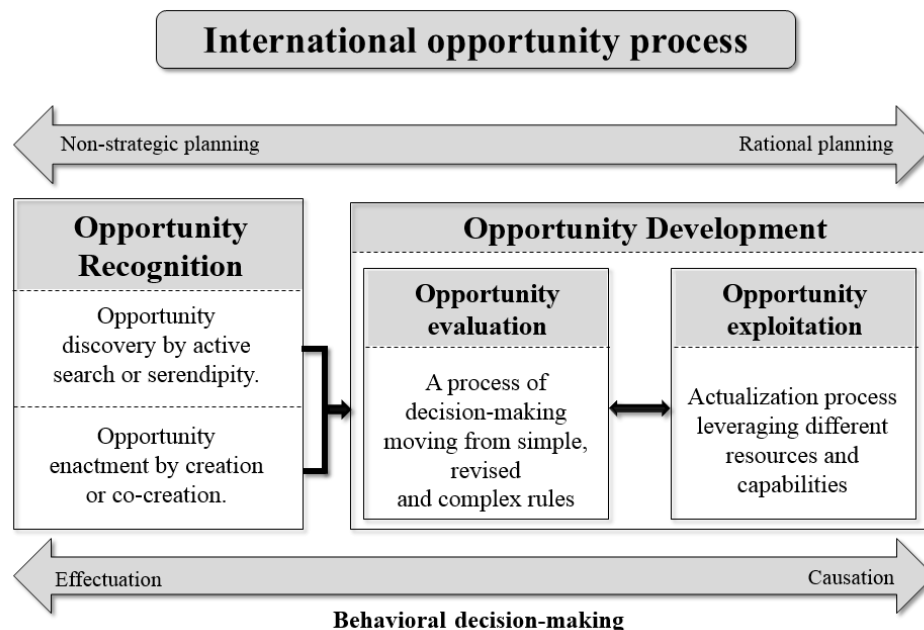 International opportunity process
Non-strategic planning
Rational planning
Opportunity
Recognition
Opportunity
discovery by active
search or serendipity.
Opportunity
enactment by creation
or co-creation.
Opportunity Development
Opportunity
evaluation
A process of
decision-making
moving from simple,
revised
and complex rules
Opportunity
exploitation
Actualization process
leveraging different
resources and
capabilities
Effectuation
Causation
Behavioral decision-making